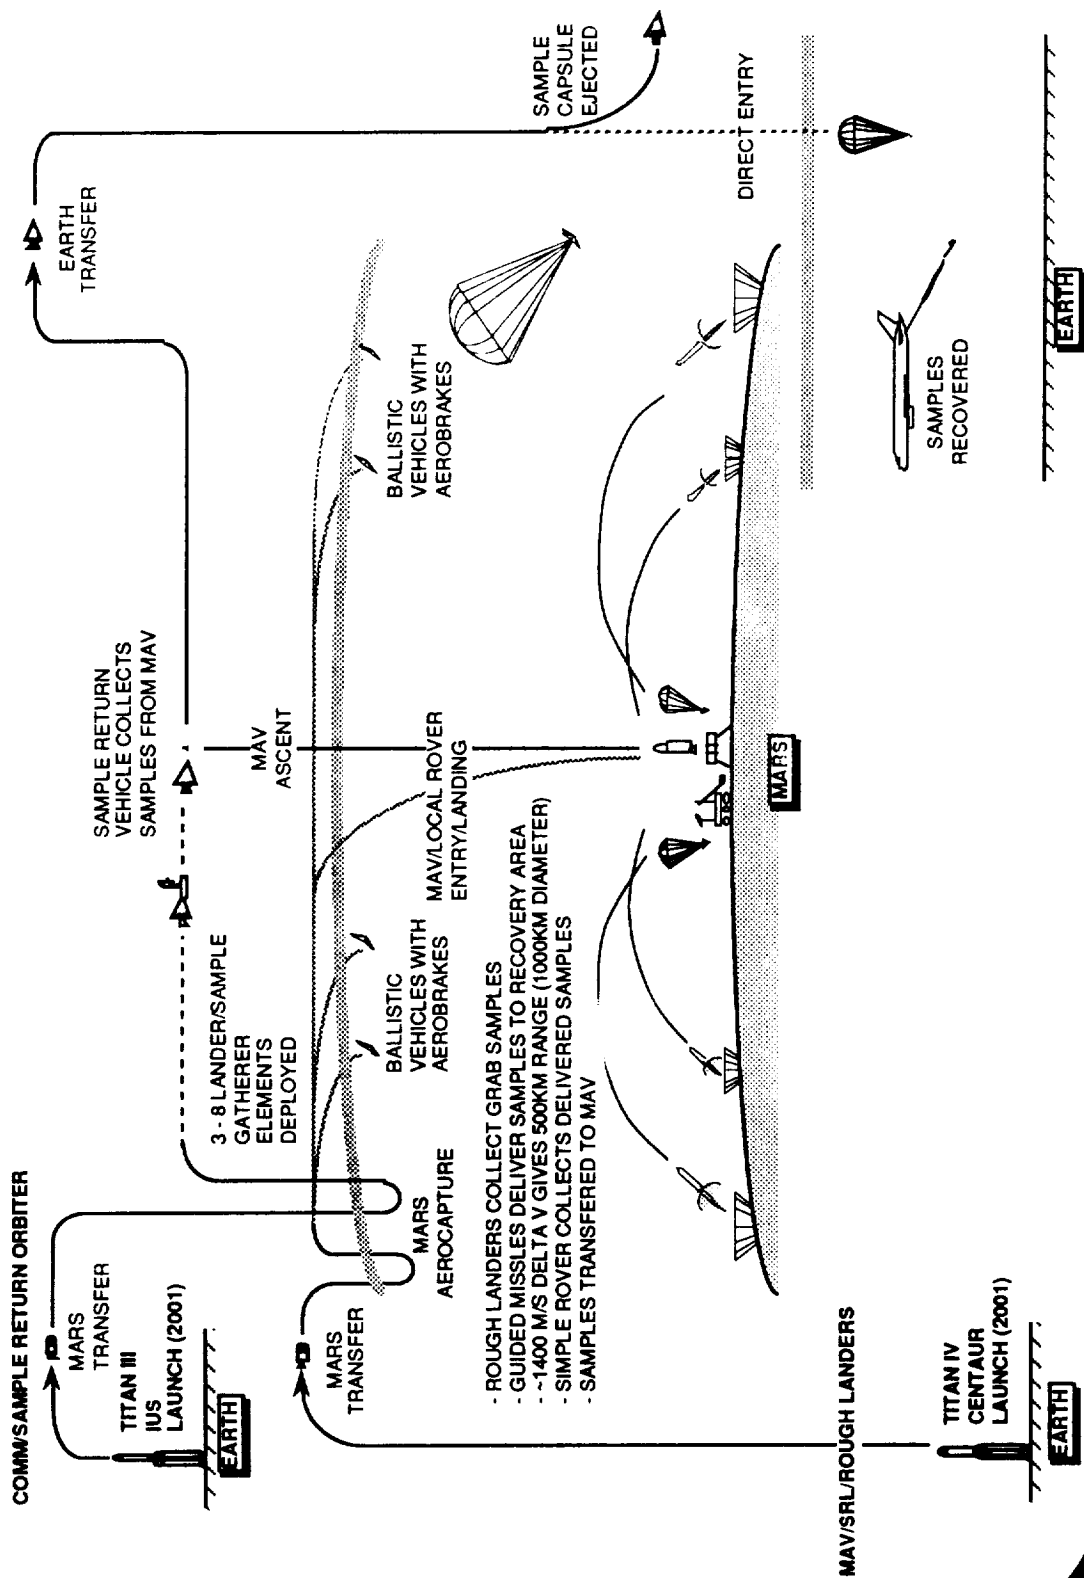 COMM/SAMPLE RETURN ORBITER
MARS
TRANSFER
TITAN III
IUS
LAUNCH (2001)
EARTH
3 - 8 LANDER/SAMPLE
GATHERER
ELEMENTS
DEPLOYED
SAMPLE RETURN
VEHICLE COLLECTS
SAMPLES FROM MAV
EARTH
TRANSFER
MARS
TRANSFER
MARS
AEROCAPTURE
BALLISTIC
VEHICLES WITH
AEROBRAKES
MAV
ASCENT
MAV/LOCAL ROVER
ENTRY/LANDING
BALLISTIC
VEHICLES WITH
AEROBRAKES
SAMPLE
CAPSULE
EJECTED
DIRECT ENTRY
- ROUGH LANDERS COLLECT GRAB SAMPLES
- GUIDED MISSLES DELIVER SAMPLES TO RECOVERY AREA
- ~1400 M/S DELTA V GIVES 500KM RANGE (1000KM DIAMETER)
- SIMPLE ROVER COLLECTS DELIVERED SAMPLES
- SAMPLES TRANSFERED TO MAV
MARS
SAMPLES
RECOVERED
EARTH
MAV/SRL/ROUGH LANDERS
TITAN IV
CENTAUR
LAUNCH (2001)
EARTH